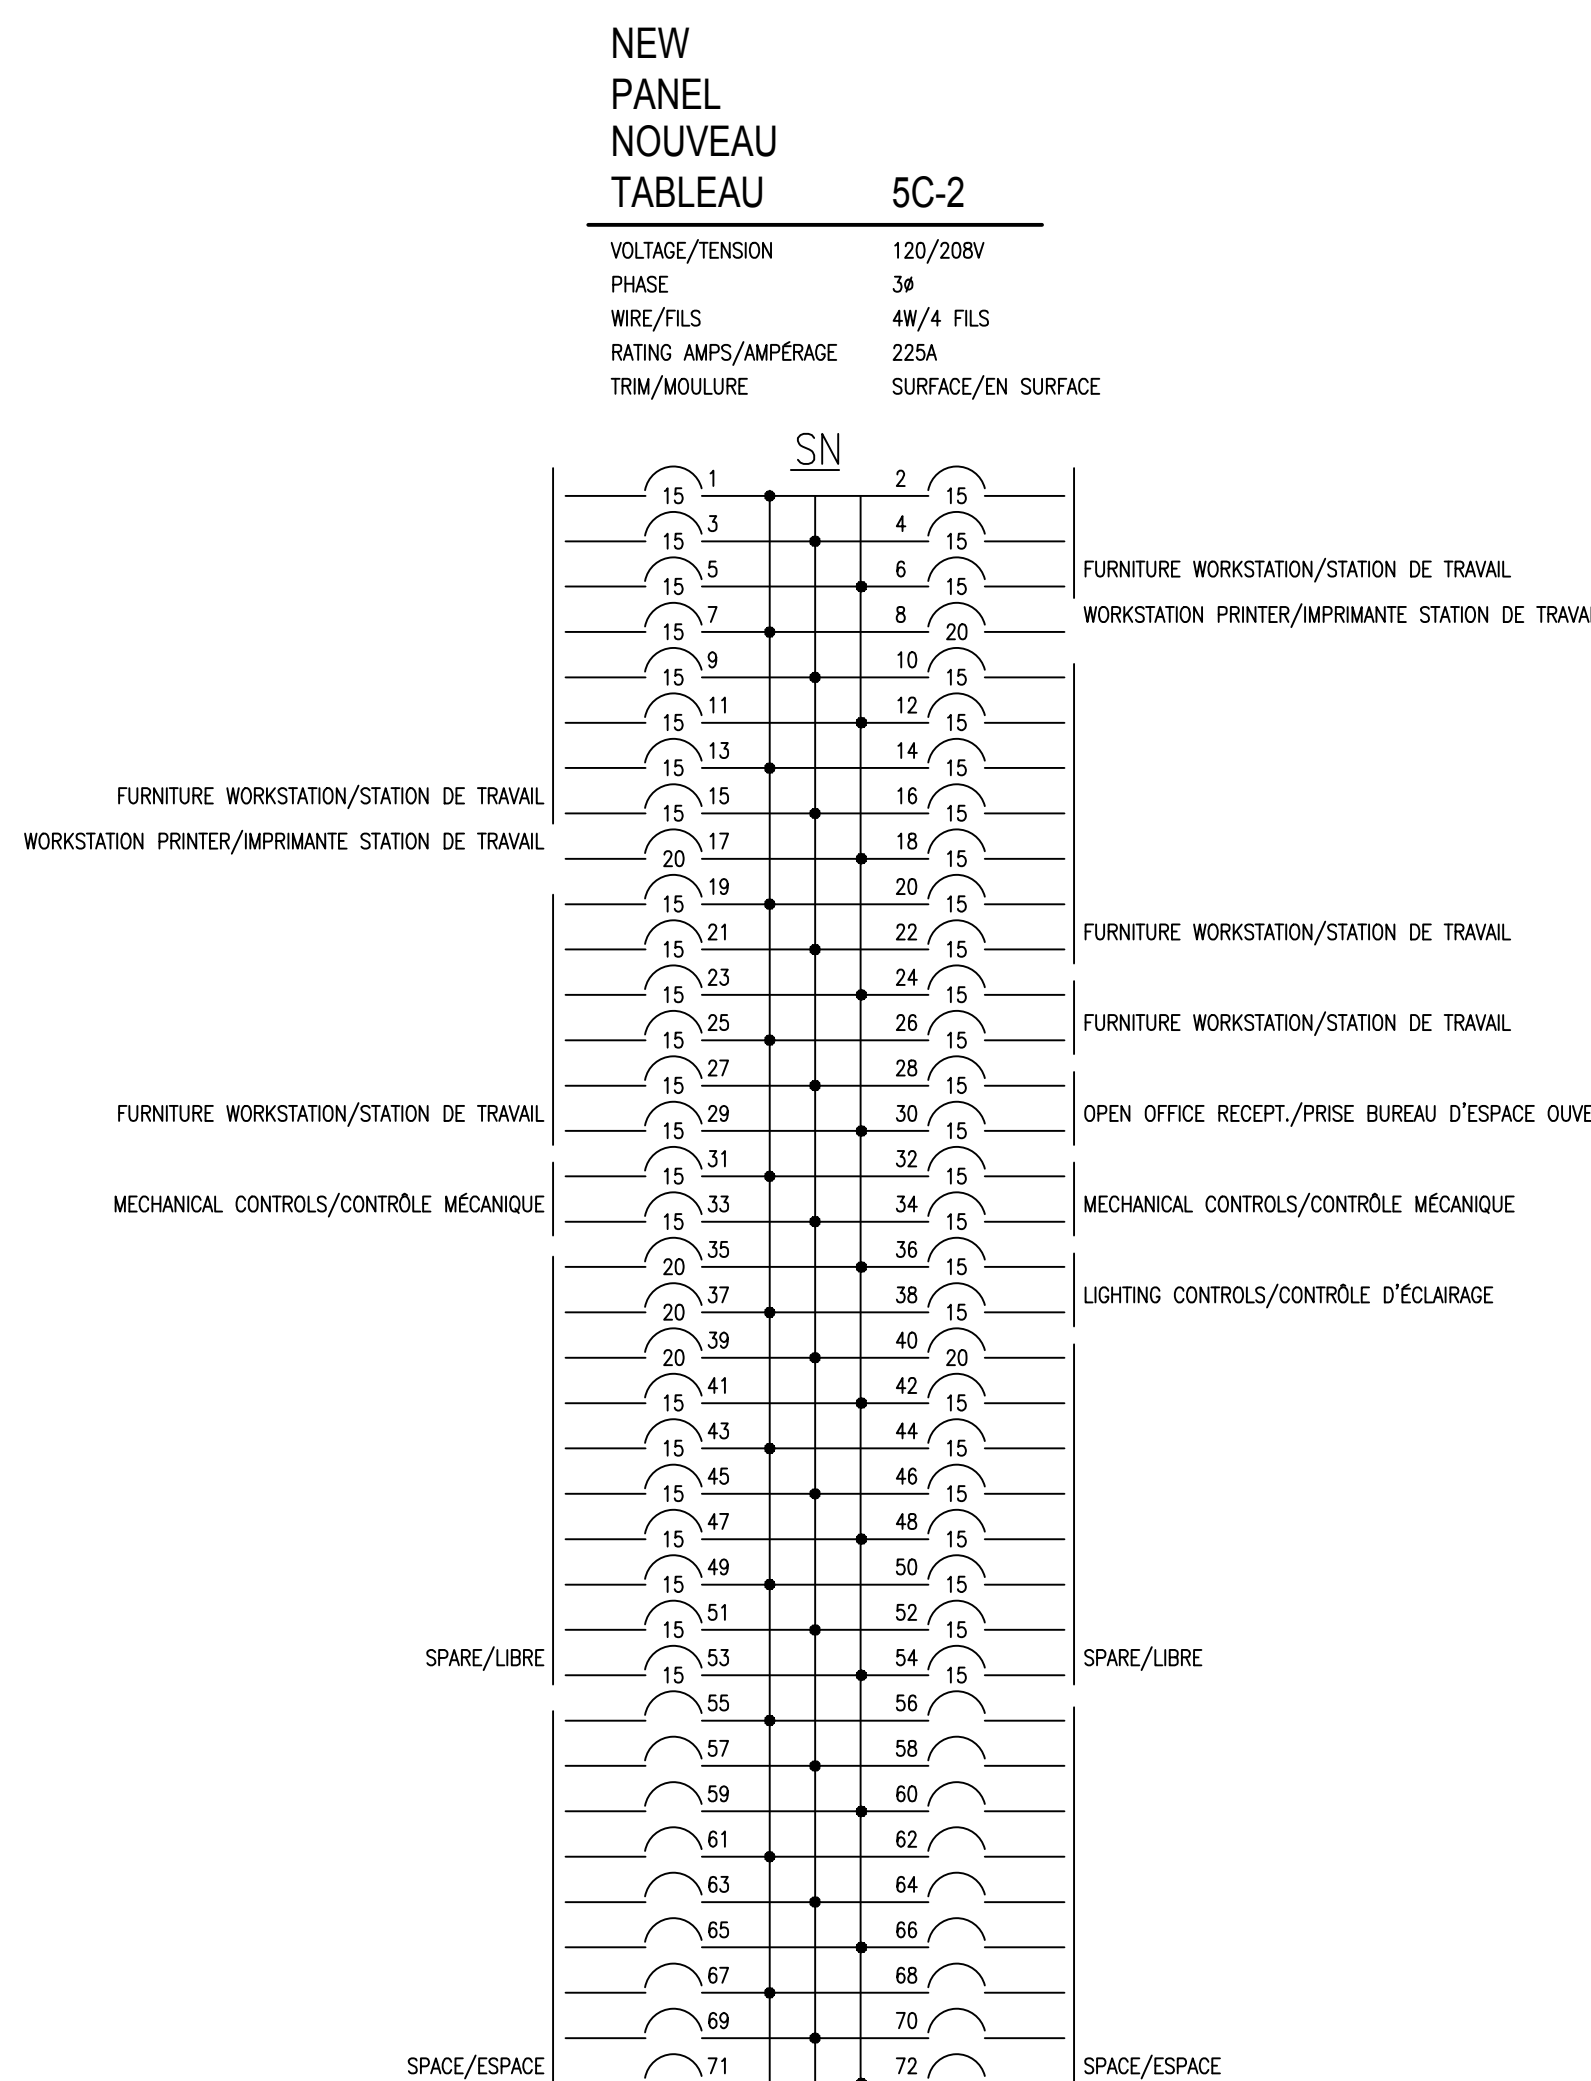 NEW
PANEL
NOUVEAU
TABLEAU 5C-2
VOLTAGE/TENSION 120/208V
PHASE 3ø
WIRE/FILS 4W/4 FILS
RATING AMPS/AMPÉRAGE 225A
TRIM/MOULURE SURFACE/EN SURFACE
SN
15 1 2 15
15 3 4 15
15 5 6 15 FURNITURE WORKSTATION/STATION DE TRAVAIL
15 7 8 20 WORKSTATION PRINTER/IMPRIMANTE STATION DE
15 9 10 15
15 11 12 15
15 13 14 15
FURNITURE WORKSTATION/STATION DE TRAVAIL 15 15 16 15
WORKSTATION PRINTER/IMPRIMANTE STATION DE TRAVAIL 20 17 18 15
15 19 20 15
15 21 22 15 FURNITURE WORKSTATION/STATION DE TRAVAIL
15 23 24 15
15 25 26 15 FURNITURE WORKSTATION/STATION DE TRAVAIL
15 27 28 15
FURNITURE WORKSTATION/STATION DE TRAVAIL 15 29 30 15 OPEN OFFICE RECEPT./PRISE BUREAU D'ESPACE
15 31 32 15
MECHANICAL CONTROLS/CONTRÔLE MÉCANIQUE 15 33 34 15 MECHANICAL CONTROLS/CONTRÔLE MÉCANIQUE
20 35 36 15
20 37 38 15 LIGHTING CONTROLS/CONTRÔLE D'ÉCLAIRAGE
20 39 40 20
15 41 42 15
15 43 44 15
15 45 46 15
15 47 48 15
15 49 50 15
15 51 52 15
SPARE/LIBRE 15 53 54 15 SPARE/LIBRE
55 56
57 58
59 60
61 62
63 64
65 66
67 68
69 70
SPACE/ESPACE 71 72 SPACE/ESPACE